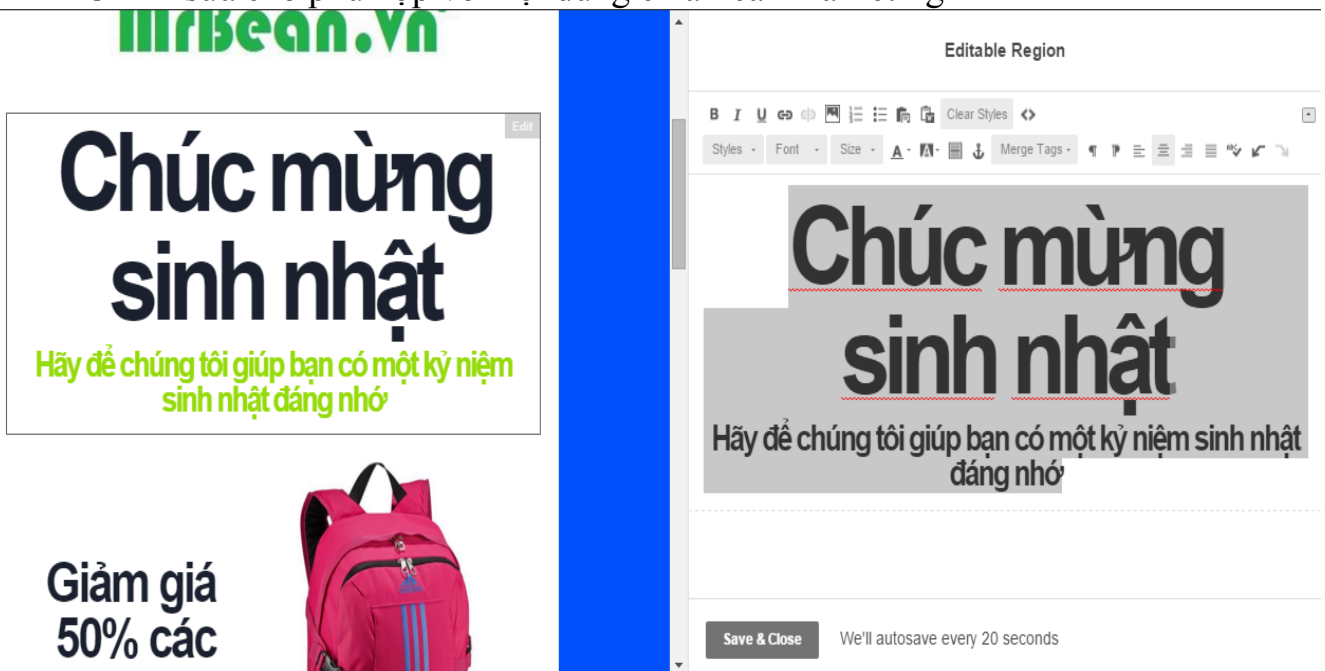 MrBean.vn
Edit
Chúc mừng
sinh nhật
Hãy để chúng tôi giúp bạn có một kỷ niệm
sinh nhật đáng nhớ
Giảm giá
50% các
Editable Region
B I U Clear Styles
Styles Font Size A A Merge Tags
Chúc mừng
sinh nhật
Hãy để chúng tôi giúp bạn có một kỷ niệm sinh nhật
đáng nhớ
Save & Close We'll autosave every 20 seconds